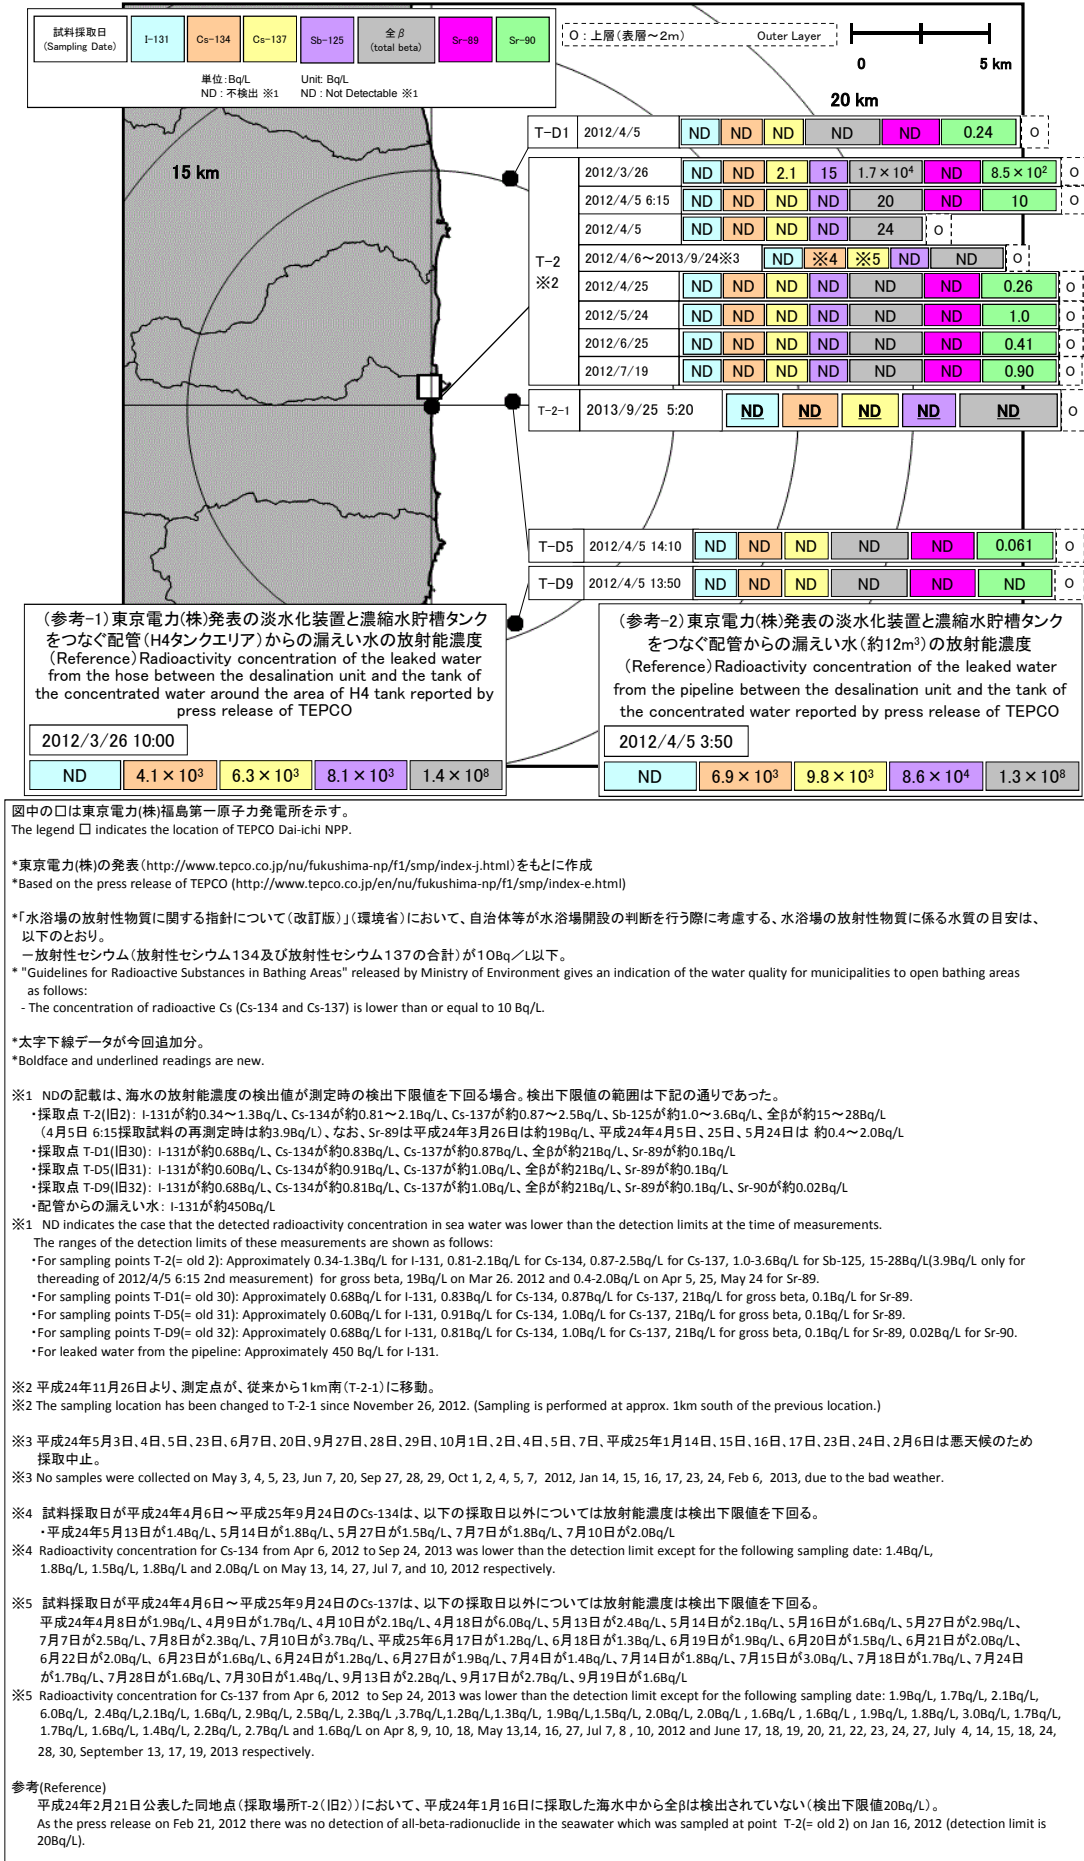 試料採取日
(Sampling Date)
I-131
Cs-134
Cs-137
Sb-125
全β
(total beta)
Sr-89
Sr-90
単位:Bq/L Unit: Bq/L
ND : 不検出 ※1 ND : Not Detectable ※1
O : 上層(表層～2m) Outer Layer
0 5 km
20 km
15 km
T-D1 2012/4/5 ND ND ND ND ND 0.24 O
T-2
※2
2012/3/26 ND ND 2.1 15 1.7×10⁴ ND 8.5×10² O
2012/4/5 6:15 ND ND ND ND 20 ND 10 O
2012/4/5 ND ND ND ND 24 O
2012/4/6～2013/9/24※3 ND ※4 ※5 ND ND O
2012/4/25 ND ND ND ND ND ND 0.26 O
2012/5/24 ND ND ND ND ND ND 1.0 O
2012/6/25 ND ND ND ND ND ND 0.41 O
2012/7/19 ND ND ND ND ND ND 0.90 O
T-2-1 2013/9/25 5:20 ND ND ND ND ND O
T-D5 2012/4/5 14:10 ND ND ND ND ND 0.061 O
T-D9 2012/4/5 13:50 ND ND ND ND ND ND O
(参考-1)東京電力(株)発表の淡水化装置と濃縮水貯槽タンク
をつなぐ配管(H4タンクエリア)からの漏えい水の放射能濃度
(Reference)Radioactivity concentration of the leaked water
from the hose between the desalination unit and the tank of
the concentrated water around the area of H4 tank reported by
press release of TEPCO
2012/3/26 10:00
ND 4.1×10³ 6.3×10³ 8.1×10³ 1.4×10⁸
(参考-2)東京電力(株)発表の淡水化装置と濃縮水貯槽タンク
をつなぐ配管からの漏えい水(約12m³)の放射能濃度
(Reference)Radioactivity concentration of the leaked water
from the pipeline between the desalination unit and the tank of
the concentrated water reported by press release of TEPCO
2012/4/5 3:50
ND 6.9×10³ 9.8×10³ 8.6×10⁴ 1.3×10⁸
図中の□は東京電力(株)福島第一原子力発電所を示す。
The legend □ indicates the location of TEPCO Dai-ichi NPP.
*東京電力(株)の発表(http://www.tepco.co.jp/nu/fukushima-np/f1/smp/index-j.html)をもとに作成
*Based on the press release of TEPCO (http://www.tepco.co.jp/en/nu/fukushima-np/f1/smp/index-e.html)
*「水浴場の放射性物質に関する指針について(改訂版)」(環境省)において、自治体等が水浴場開設の判断を行う際に考慮する、水浴場の放射性物質に係る水質の目安は、
以下のとおり。
－放射性セシウム(放射性セシウム134及び放射性セシウム137の合計)が10Bq／L以下。
* "Guidelines for Radioactive Substances in Bathing Areas" released by Ministry of Environment gives an indication of the water quality for municipalities to open bathing areas
as follows:
- The concentration of radioactive Cs (Cs-134 and Cs-137) is lower than or equal to 10 Bq/L.
*太字下線データが今回追加分。
*Boldface and underlined readings are new.
※1 NDの記載は、海水の放射能濃度の検出値が測定時の検出下限値を下回る場合。検出下限値の範囲は下記の通りであった。
・採取点 T-2(旧2): I-131が約0.34～1.3Bq/L、Cs-134が約0.81～2.1Bq/L、Cs-137が約0.87～2.5Bq/L、Sb-125が約1.0～3.6Bq/L、全βが約15～28Bq/L
(4月5日 6:15採取試料の再測定時は約3.9Bq/L)、なお、Sr-89は平成24年3月26日は約19Bq/L、平成24年4月5日、25日、5月24日は 約0.4～2.0Bq/L
・採取点 T-D1(旧30): I-131が約0.68Bq/L、Cs-134が約0.83Bq/L、Cs-137が約0.87Bq/L、全βが約21Bq/L、Sr-89が約0.1Bq/L
・採取点 T-D5(旧31): I-131が約0.60Bq/L、Cs-134が約0.91Bq/L、Cs-137が約1.0Bq/L、全βが約21Bq/L、Sr-89が約0.1Bq/L
・採取点 T-D9(旧32): I-131が約0.68Bq/L、Cs-134が約0.81Bq/L、Cs-137が約1.0Bq/L、全βが約21Bq/L、Sr-89が約0.1Bq/L、Sr-90が約0.02Bq/L
・配管からの漏えい水: I-131が約450Bq/L
※1 ND indicates the case that the detected radioactivity concentration in sea water was lower than the detection limits at the time of measurements.
The ranges of the detection limits of these measurements are shown as follows:
・For sampling points T-2(= old 2): Approximately 0.34-1.3Bq/L for I-131, 0.81-2.1Bq/L for Cs-134, 0.87-2.5Bq/L for Cs-137, 1.0-3.6Bq/L for Sb-125, 15-28Bq/L(3.9Bq/L only for
thereading of 2012/4/5 6:15 2nd measurement) for gross beta, 19Bq/L on Mar 26. 2012 and 0.4-2.0Bq/L on Apr 5, 25, May 24 for Sr-89.
・For sampling points T-D1(= old 30): Approximately 0.68Bq/L for I-131, 0.83Bq/L for Cs-134, 0.87Bq/L for Cs-137, 21Bq/L for gross beta, 0.1Bq/L for Sr-89.
・For sampling points T-D5(= old 31): Approximately 0.60Bq/L for I-131, 0.91Bq/L for Cs-134, 1.0Bq/L for Cs-137, 21Bq/L for gross beta, 0.1Bq/L for Sr-89.
・For sampling points T-D9(= old 32): Approximately 0.68Bq/L for I-131, 0.81Bq/L for Cs-134, 1.0Bq/L for Cs-137, 21Bq/L for gross beta, 0.1Bq/L for Sr-89, 0.02Bq/L for Sr-90.
・For leaked water from the pipeline: Approximately 450 Bq/L for I-131.
※2 平成24年11月26日より、測定点が、従来から1km南(T-2-1)に移動。
※2 The sampling location has been changed to T-2-1 since November 26, 2012. (Sampling is performed at approx. 1km south of the previous location.)
※3 平成24年5月3日、4日、5日、23日、6月7日、20日、9月27日、28日、29日、10月1日、2日、4日、5日、7日、平成25年1月14日、15日、16日、17日、23日、24日、2月6日は悪天候のため
採取中止。
※3 No samples were collected on May 3, 4, 5, 23, Jun 7, 20, Sep 27, 28, 29, Oct 1, 2, 4, 5, 7, 2012, Jan 14, 15, 16, 17, 23, 24, Feb 6, 2013, due to the bad weather.
※4 試料採取日が平成24年4月6日～平成25年9月24日のCs-134は、以下の採取日以外については放射能濃度は検出下限値を下回る。
・平成24年5月13日が1.4Bq/L、5月14日が1.8Bq/L、5月27日が1.5Bq/L、7月7日が1.8Bq/L、7月10日が2.0Bq/L
※4 Radioactivity concentration for Cs-134 from Apr 6, 2012 to Sep 24, 2013 was lower than the detection limit except for the following sampling date: 1.4Bq/L,
1.8Bq/L, 1.5Bq/L, 1.8Bq/L and 2.0Bq/L on May 13, 14, 27, Jul 7, and 10, 2012 respectively.
※5 試料採取日が平成24年4月6日～平成25年9月24日のCs-137は、以下の採取日以外については放射能濃度は検出下限値を下回る。
平成24年4月8日が1.9Bq/L、4月9日が1.7Bq/L、4月10日が2.1Bq/L、4月18日が6.0Bq/L、5月13日が2.4Bq/L、5月14日が2.1Bq/L、5月16日が1.6Bq/L、5月27日が2.9Bq/L、
7月7日が2.5Bq/L、7月8日が2.3Bq/L、7月10日が3.7Bq/L、平成25年6月17日が1.2Bq/L、6月18日が1.3Bq/L、6月19日が1.9Bq/L、6月20日が1.5Bq/L、6月21日が2.0Bq/L、
6月22日が2.0Bq/L、 6月23日が1.6Bq/L、6月24日が1.2Bq/L、6月27日が1.9Bq/L、7月4日が1.4Bq/L、7月14日が1.8Bq/L、7月15日が3.0Bq/L、7月18日が1.7Bq/L、7月24日
が1.7Bq/L、7月28日が1.6Bq/L、7月30日が1.4Bq/L、9月13日が2.2Bq/L、9月17日が2.7Bq/L、9月19日が1.6Bq/L
※5 Radioactivity concentration for Cs-137 from Apr 6, 2012 to Sep 24, 2013 was lower than the detection limit except for the following sampling date: 1.9Bq/L, 1.7Bq/L, 2.1Bq/L,
6.0Bq/L, 2.4Bq/L,2.1Bq/L, 1.6Bq/L, 2.9Bq/L, 2.5Bq/L, 2.3Bq/L ,3.7Bq/L,1.2Bq/L,1.3Bq/L, 1.9Bq/L,1.5Bq/L, 2.0Bq/L, 2.0Bq/L , 1.6Bq/L , 1.6Bq/L , 1.9Bq/L, 1.8Bq/L, 3.0Bq/L, 1.7Bq/L,
1.7Bq/L, 1.6Bq/L, 1.4Bq/L, 2.2Bq/L, 2.7Bq/L and 1.6Bq/L on Apr 8, 9, 10, 18, May 13,14, 16, 27, Jul 7, 8 , 10, 2012 and June 17, 18, 19, 20, 21, 22, 23, 24, 27, July 4, 14, 15, 18, 24,
28, 30, September 13, 17, 19, 2013 respectively.
参考(Reference)
平成24年2月21日公表した同地点(採取場所T-2(旧2))において、平成24年1月16日に採取した海水中から全βは検出されていない(検出下限値20Bq/L)。
As the press release on Feb 21, 2012 there was no detection of all-beta-radionuclide in the seawater which was sampled at point T-2(= old 2) on Jan 16, 2012 (detection limit is
20Bq/L).